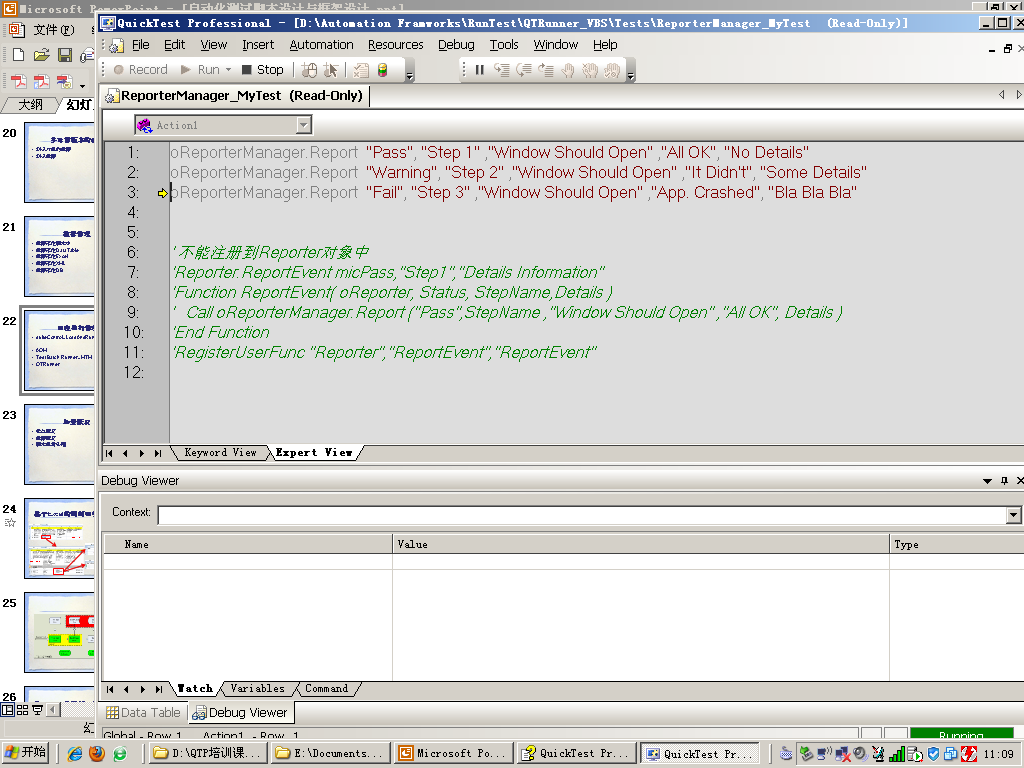 Microsoft PowerPoint - [自动化测试脚本设计与框架设计.ppt]
文件(F)
大纲
幻灯
20
21
22
23
24
25
26
QuickTest Professional - [D:\Automation Framworks\RunTest\QTRunner_VBS\Tests\ReporterManager_MyTest (Read-Only)]
File Edit View Insert Automation Resources Debug Tools Window Help
Record Run Stop
ReporterManager_MyTest (Read-Only)
Action1
1: oReporterManager.Report "Pass", "Step 1" ,"Window Should Open" ,"All OK", "No Details"
2: oReporterManager.Report "Warning", "Step 2" ,"Window Should Open" ,"It Didn't", "Some Details"
3: oReporterManager.Report "Fail", "Step 3" ,"Window Should Open" ,"App. Crashed", "Bla Bla Bla"
4:
5:
6: ' 不能注册到Reporter对象中
7: 'Reporter.ReportEvent micPass,"Step1","Details Information"
8: 'Function ReportEvent( oReporter, Status, StepName,Details )
9: ' Call oReporterManager.Report ("Pass",StepName ,"Window Should Open" ,"All OK", Details )
10: 'End Function
11: 'RegisterUserFunc "Reporter","ReportEvent","ReportEvent"
12:
Keyword View Expert View
Debug Viewer
Context:
Name Value Type
Watch Variables Command
Data Table Debug Viewer
Global - Row 1 Action1 - Row 1
Running
开始 D:\QTP培训课... E:\Documents... Microsoft Po... QuickTest Pr... QuickTest Pr... 11:09